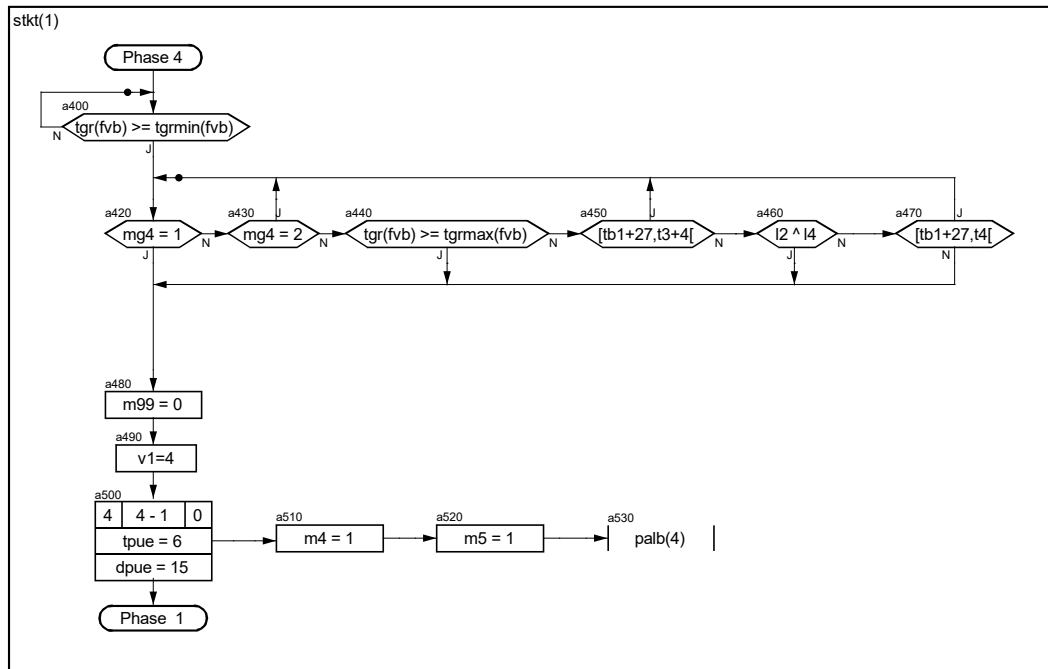 stkt(1)
Phase 4
a400
tgr(fvb) >= tgrmin(fvb)
N
J
a420
mg4 = 1
N
J
a430
mg4 = 2
J
N
a440
tgr(fvb) >= tgrmax(fvb)
N
J
a450
[tb1+27,t3+4[
J
N
a460
l2 ^ l4
N
J
a470
[tb1+27,t4[
J
N
a480
m99 = 0
a490
v1=4
a500
4 4 - 1 0
tpue = 6
dpue = 15
a510
m4 = 1
a520
m5 = 1
a530
palb(4)
Phase 1